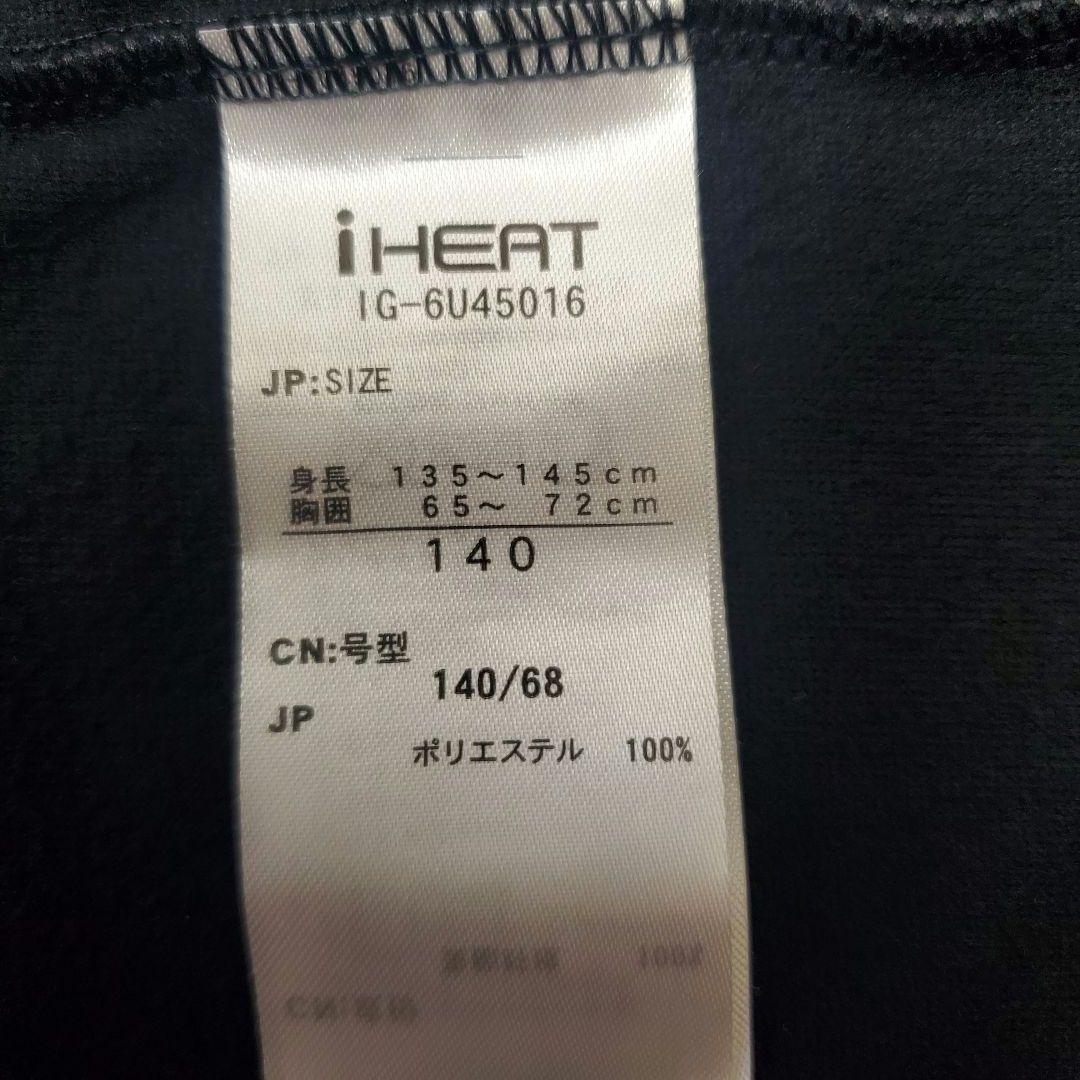 iHEAT
IG-6U45016
JP:SIZE
身長 135~145cm
胸囲 65~ 72cm
140
CN:号型
140/68
JP
ポリエステル 100%